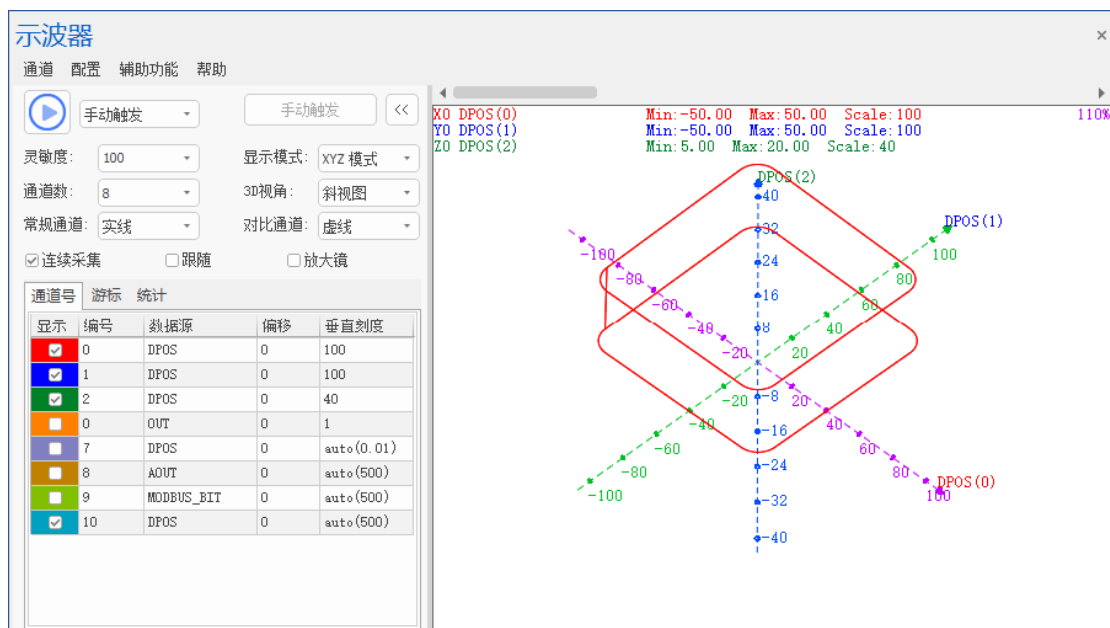 示波器
通道 配置 辅助功能 帮助
手动触发 手动触发 <<
灵敏度: 100 显示模式: XYZ 模式
通道数: 8 3D视角: 斜视图
常规通道: 实线 对比通道: 虚线
连续采集 跟随 放大镜
通道号 游标 统计
显示 编号 数据源 偏移 垂直刻度
0 DPOS 0 100
1 DPOS 0 100
2 DPOS 0 40
0 OUT 0 1
7 DPOS 0 auto(0.01)
8 AOUT 0 auto(500)
9 MODBUS_BIT 0 auto(500)
10 DPOS 0 auto(500)
X0 DPOS(0) Min:-50.00 Max:50.00 Scale:100 110%
Y0 DPOS(1) Min:-50.00 Max:50.00 Scale:100
Z0 DPOS(2) Min:5.00 Max:20.00 Scale:40
DPOS(2)
40
32
24
16
8
-8
-16
-24
-32
-40
DPOS(1)
100
80
60
40
20
-20
-40
-60
-80
-100
-100
-80
-60
-40
-20
20
40
60
80
100
DPOS(0)